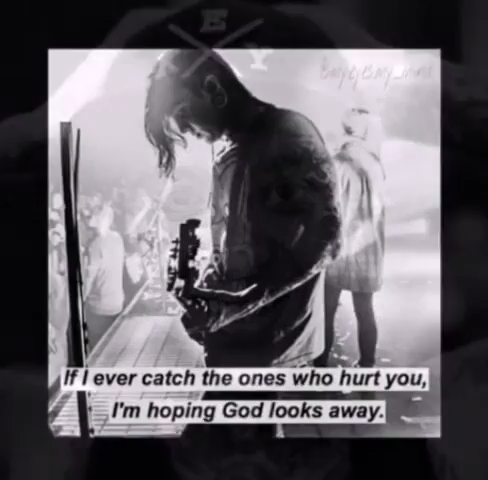 E
Y
If I ever catch the ones who hurt you,
I'm hoping God looks away.